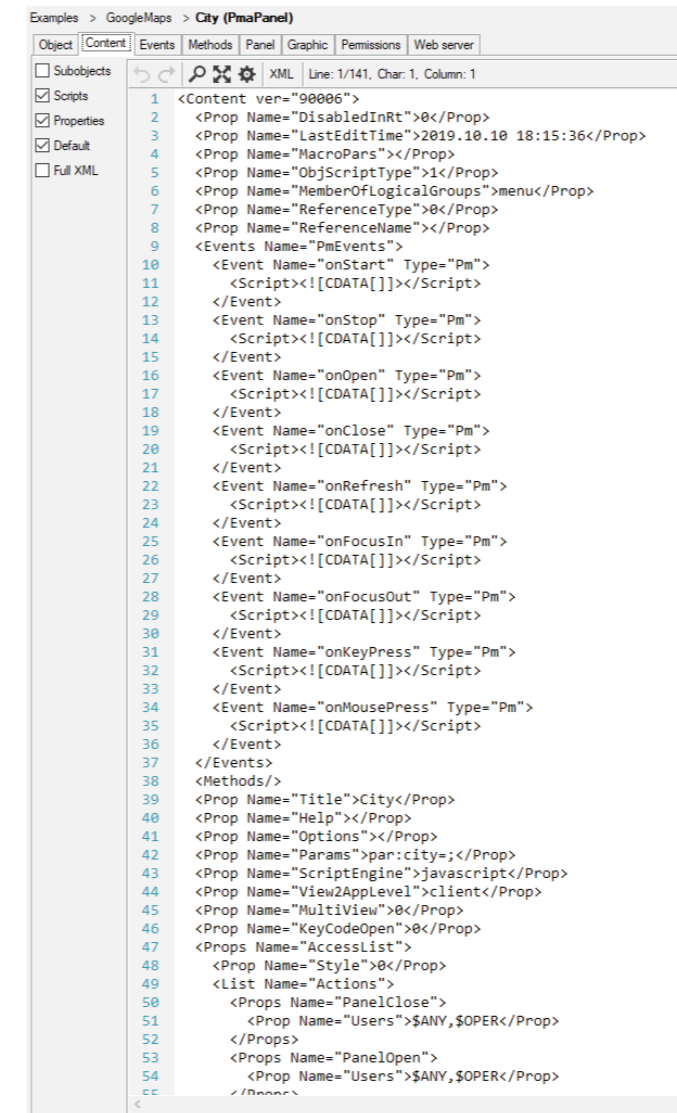 Examples > GoogleMaps > City (PmaPanel)
Object Content Events Methods Panel Graphic Permissions Web server
Subobjects
Scripts
Properties
Default
Full XML
XML Line: 1/141, Char: 1, Column: 1
1 <Content ver="90006">
2 <Prop Name="DisabledInRt">0</Prop>
3 <Prop Name="LastEditTime">2019.10.10 18:15:36</Prop>
4 <Prop Name="MacroPars"></Prop>
5 <Prop Name="ObjScriptType">1</Prop>
6 <Prop Name="MemberOfLogicalGroups">menu</Prop>
7 <Prop Name="ReferenceType">0</Prop>
8 <Prop Name="ReferenceName"></Prop>
9 <Events Name="PmEvents">
10 <Event Name="onStart" Type="Pm">
11 <Script><![CDATA[]]></Script>
12 </Event>
13 <Event Name="onStop" Type="Pm">
14 <Script><![CDATA[]]></Script>
15 </Event>
16 <Event Name="onOpen" Type="Pm">
17 <Script><![CDATA[]]></Script>
18 </Event>
19 <Event Name="onClose" Type="Pm">
20 <Script><![CDATA[]]></Script>
21 </Event>
22 <Event Name="onRefresh" Type="Pm">
23 <Script><![CDATA[]]></Script>
24 </Event>
25 <Event Name="onFocusIn" Type="Pm">
26 <Script><![CDATA[]]></Script>
27 </Event>
28 <Event Name="onFocusOut" Type="Pm">
29 <Script><![CDATA[]]></Script>
30 </Event>
31 <Event Name="onKeyPress" Type="Pm">
32 <Script><![CDATA[]]></Script>
33 </Event>
34 <Event Name="onMousePress" Type="Pm">
35 <Script><![CDATA[]]></Script>
36 </Event>
37 </Events>
38 <Methods/>
39 <Prop Name="Title">City</Prop>
40 <Prop Name="Help"></Prop>
41 <Prop Name="Options"></Prop>
42 <Prop Name="Params">par:city=;</Prop>
43 <Prop Name="ScriptEngine">javascript</Prop>
44 <Prop Name="View2AppLevel">client</Prop>
45 <Prop Name="MultiView">0</Prop>
46 <Prop Name="KeyCodeOpen">0</Prop>
47 <Props Name="AccessList">
48 <Prop Name="Style">0</Prop>
49 <List Name="Actions">
50 <Props Name="PanelClose">
51 <Prop Name="Users">$ANY,$OPER</Prop>
52 </Props>
53 <Props Name="PanelOpen">
54 <Prop Name="Users">$ANY,$OPER</Prop>
55 </Props>